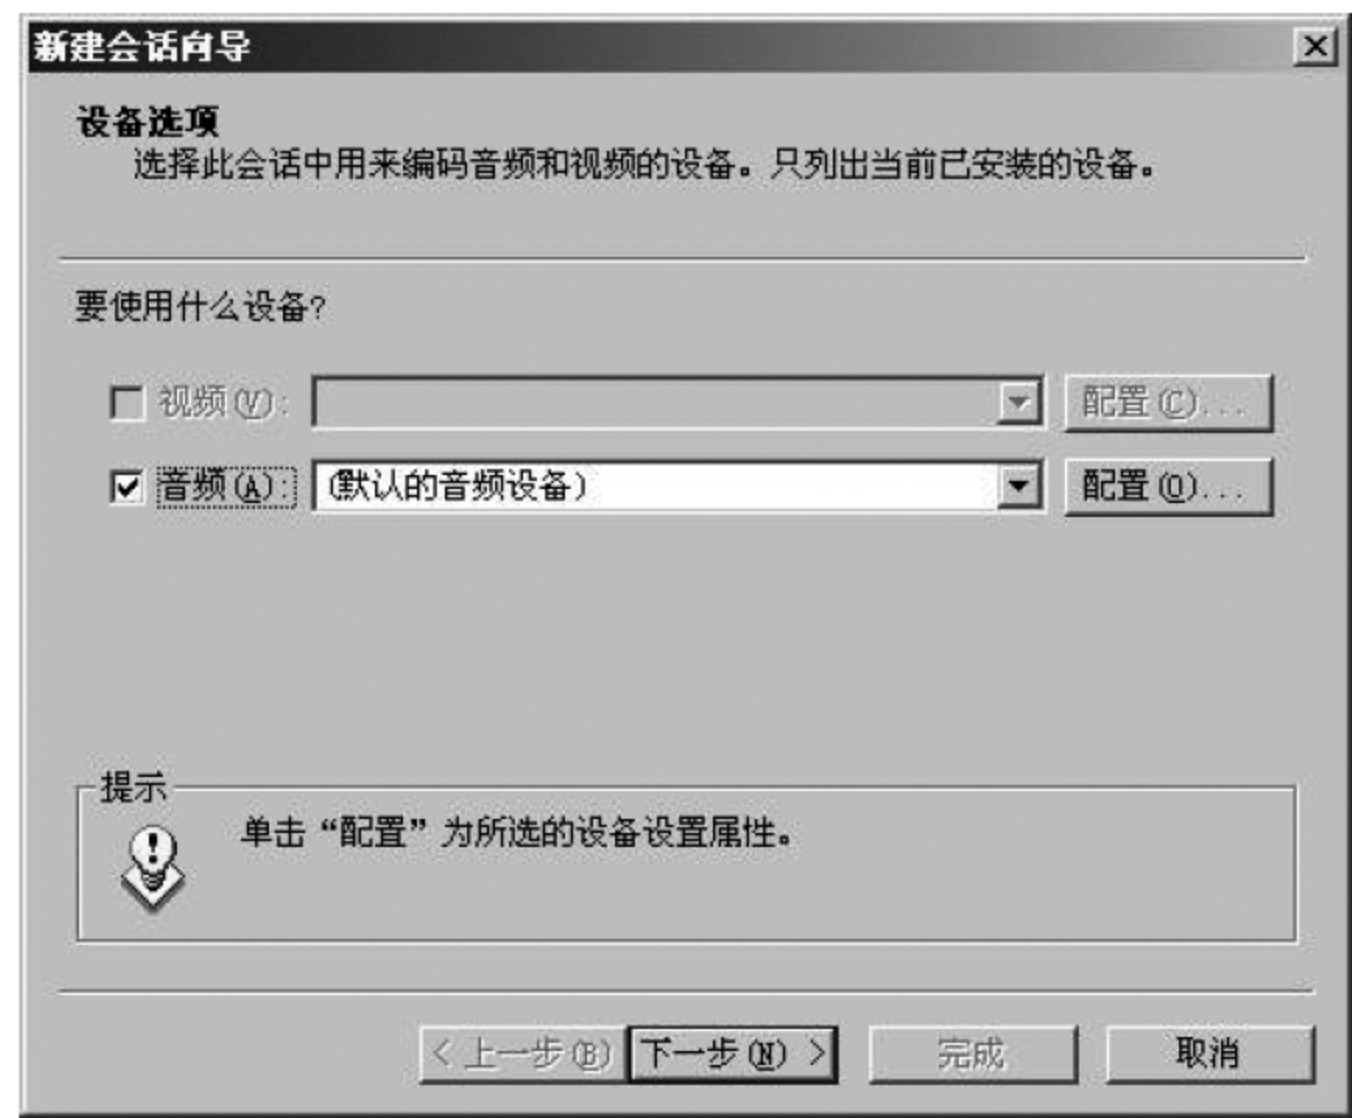 新建会话向导
设备选项
选择此会话中用来编码音频和视频的设备。只列出当前已安装的设备。
要使用什么设备?
视频(V): 配置(C)...
音频(A): (默认的音频设备) 配置(O)...
提示
单击“配置”为所选的设备设置属性。
< 上一步(B) 下一步(N) > 完成 取消